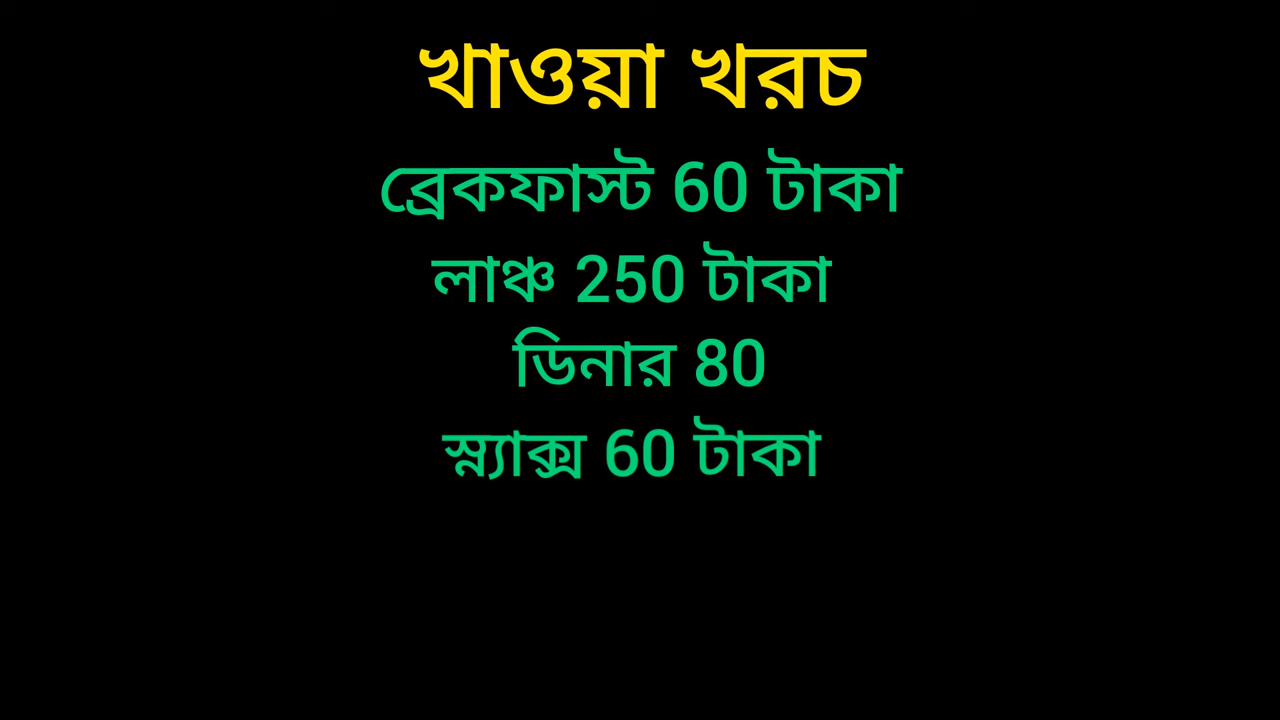 খাওয়া খরচ
ব্রেকফাস্ট 60 টাকা
লাঞ্চ 250 টাকা
ডিনার 80
স্ন্যাক্স 60 টাকা